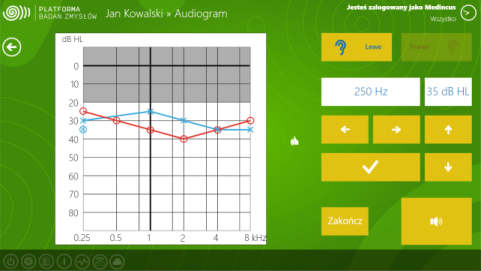 PLATFORMA
BADAŃ ZMYSŁÓW
Jan Kowalski » Audiogram
Jesteś zalogowany jako Medincus
Wszystko
dB HL
0
10
20
30
40
50
60
70
80
0.25 0.5 1 2 4 8 kHz
Lewe
Prawe
250 Hz
35 dB HL
Zakończ